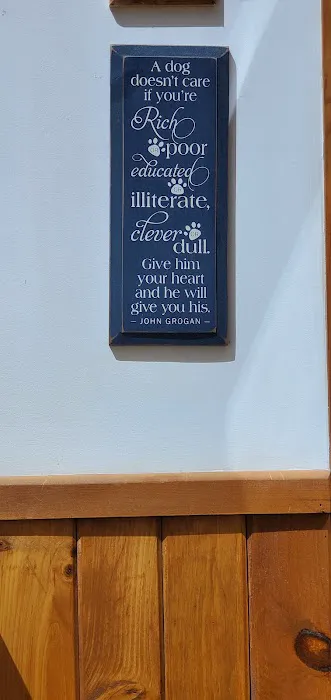 A dog
doesn't care
if you're
Rich
poor
educated
illiterate,
clever
dull.
Give him
your heart
and he will
give you his.
– JOHN GROGAN –